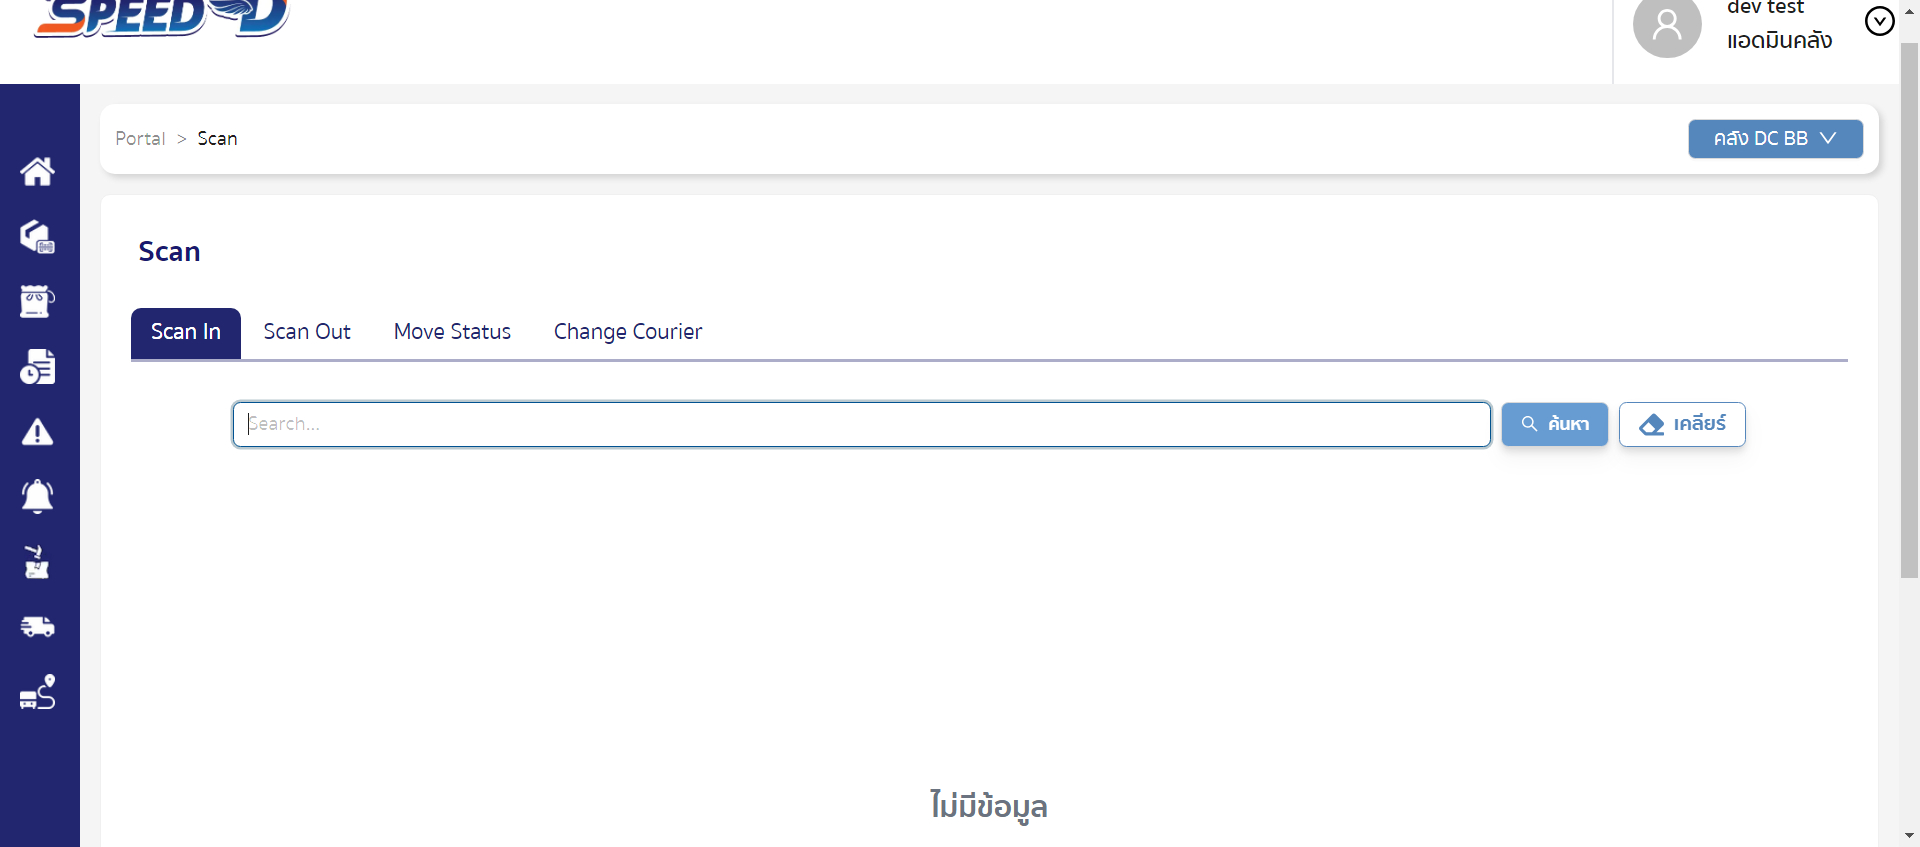 SPEED D
dev test
แอดมินคลัง
Portal > Scan
คลัง DC BB
Scan
Scan In
Scan Out
Move Status
Change Courier
Search...
ค้นหา
เคลียร์
ไม่มีข้อมูล